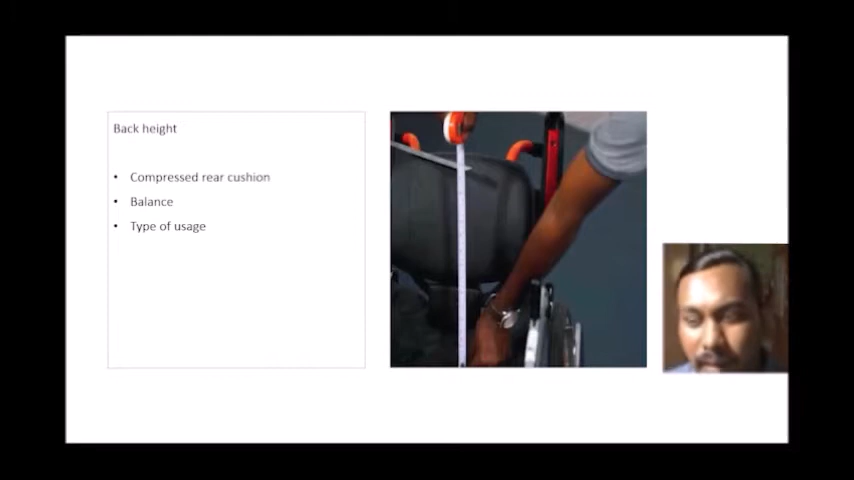 Back height
• Compressed rear cushion
• Balance
• Type of usage